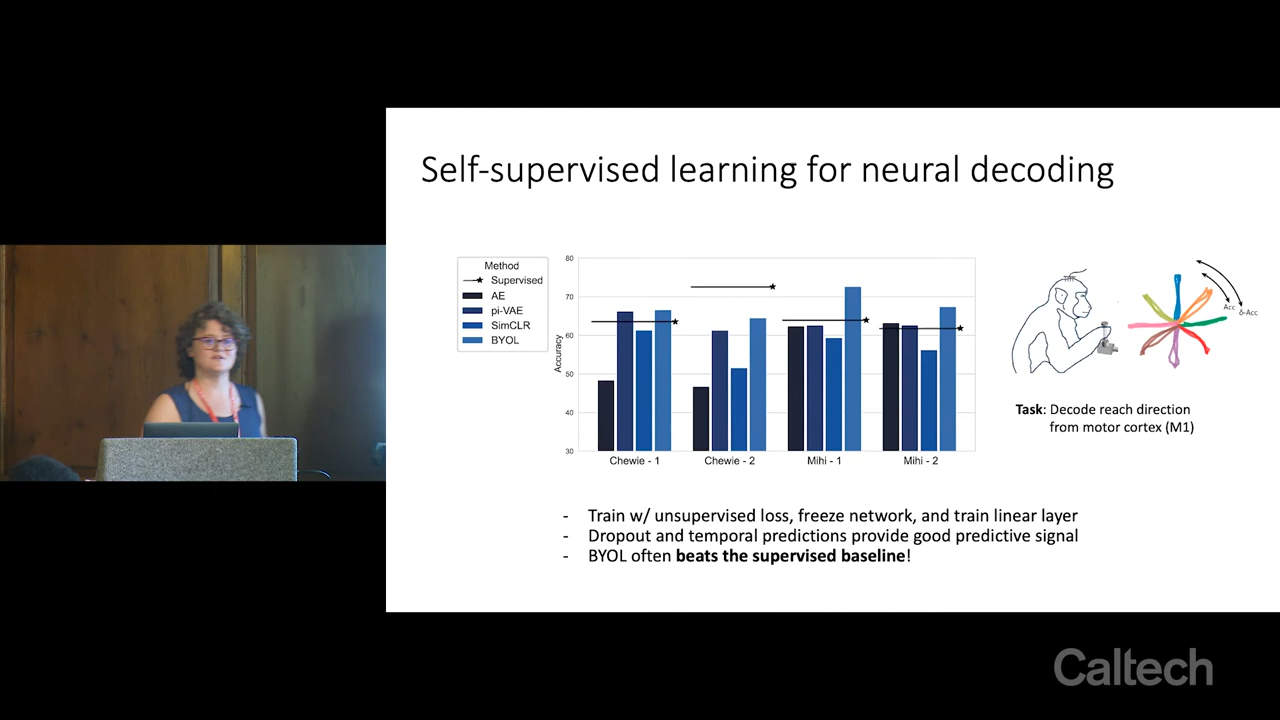 Self-supervised learning for neural decoding
Method
Supervised
AE
pi-VAE
SimCLR
BYOL
Accuracy
80
70
60
50
40
30
Chewie - 1
Chewie - 2
Mihi - 1
Mihi - 2
Acc
δ-Acc
Task: Decode reach direction
from motor cortex (M1)
- Train w/ unsupervised loss, freeze network, and train linear layer
- Dropout and temporal predictions provide good predictive signal
- BYOL often beats the supervised baseline!
Caltech